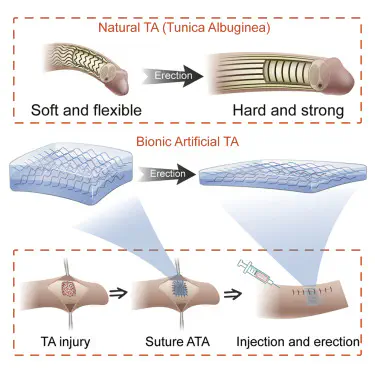 Natural TA (Tunica Albuginea)
Erection
Soft and flexible
Hard and strong
Bionic Artificial TA
Erection
TA injury
Suture ATA
Injection and erection